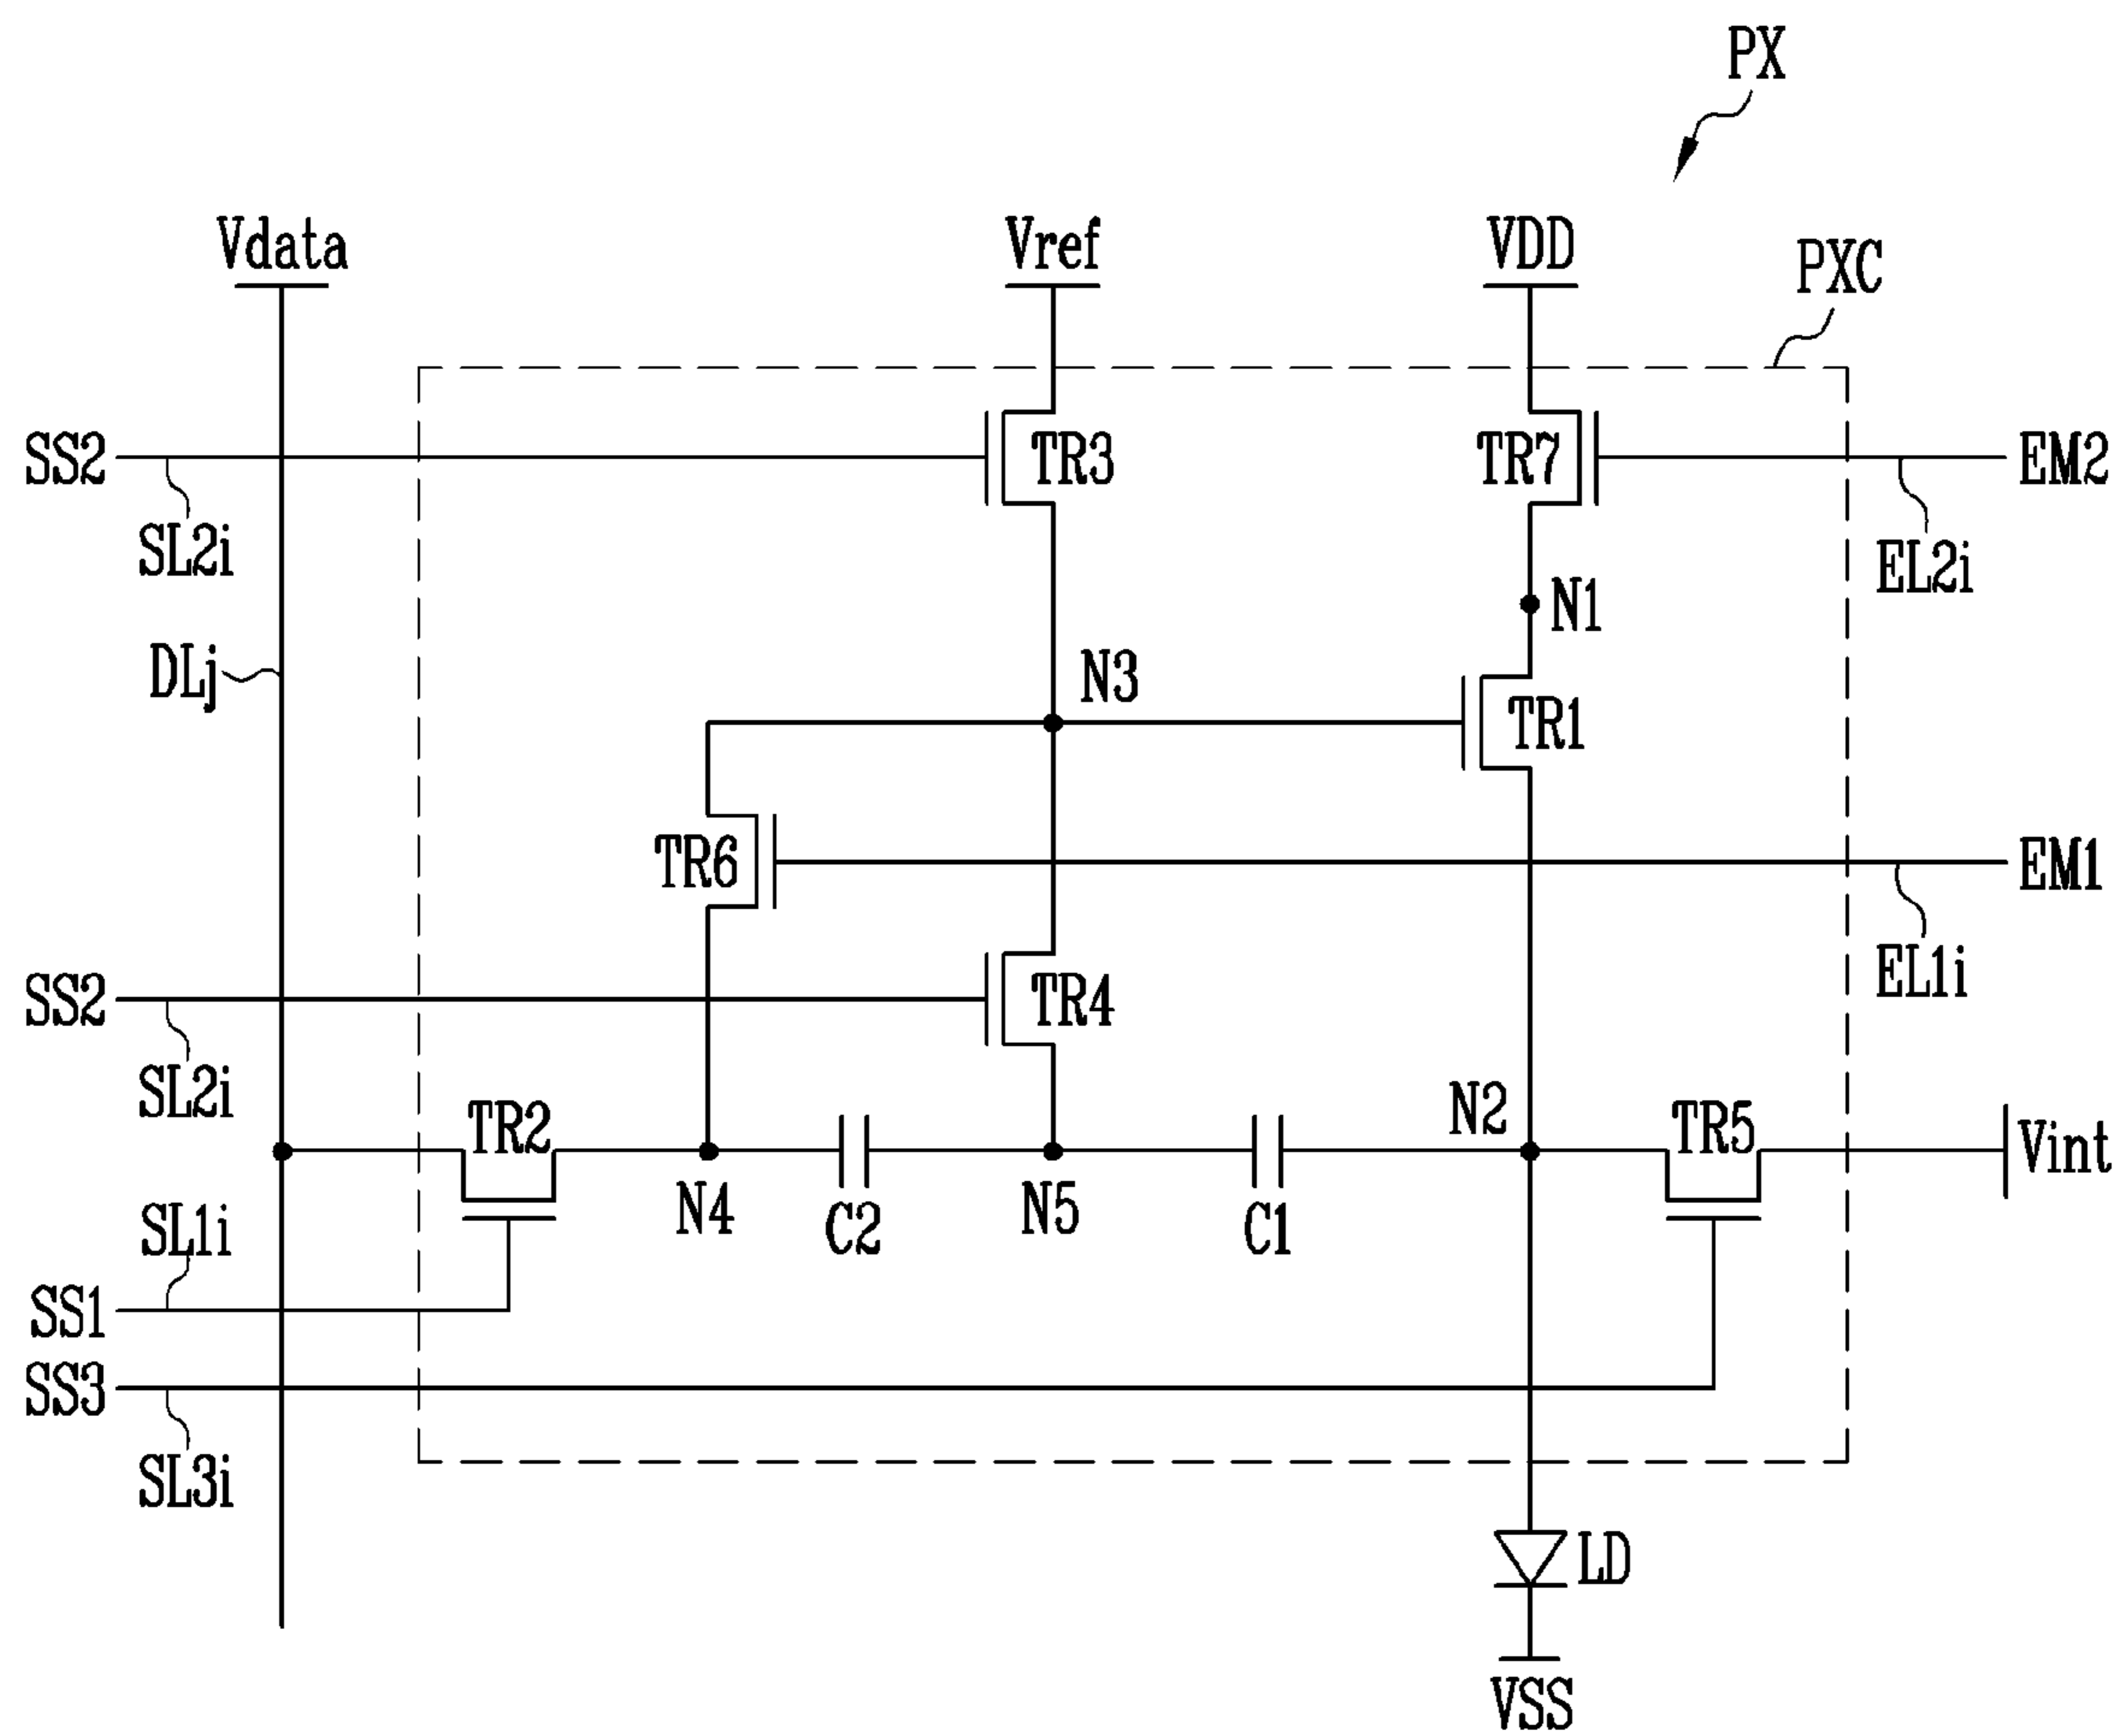 PX
Vdata
Vref
VDD
PXC
SS2
TR3
TR7
EM2
SL2i
EL2i
N1
DLj
N3
TR1
TR6
EM1
SS2
TR4
EL1i
SL2i
TR2
N2
TR5
Vint
N4
C2
N5
C1
SL1i
SS1
SS3
SL3i
LD
VSS